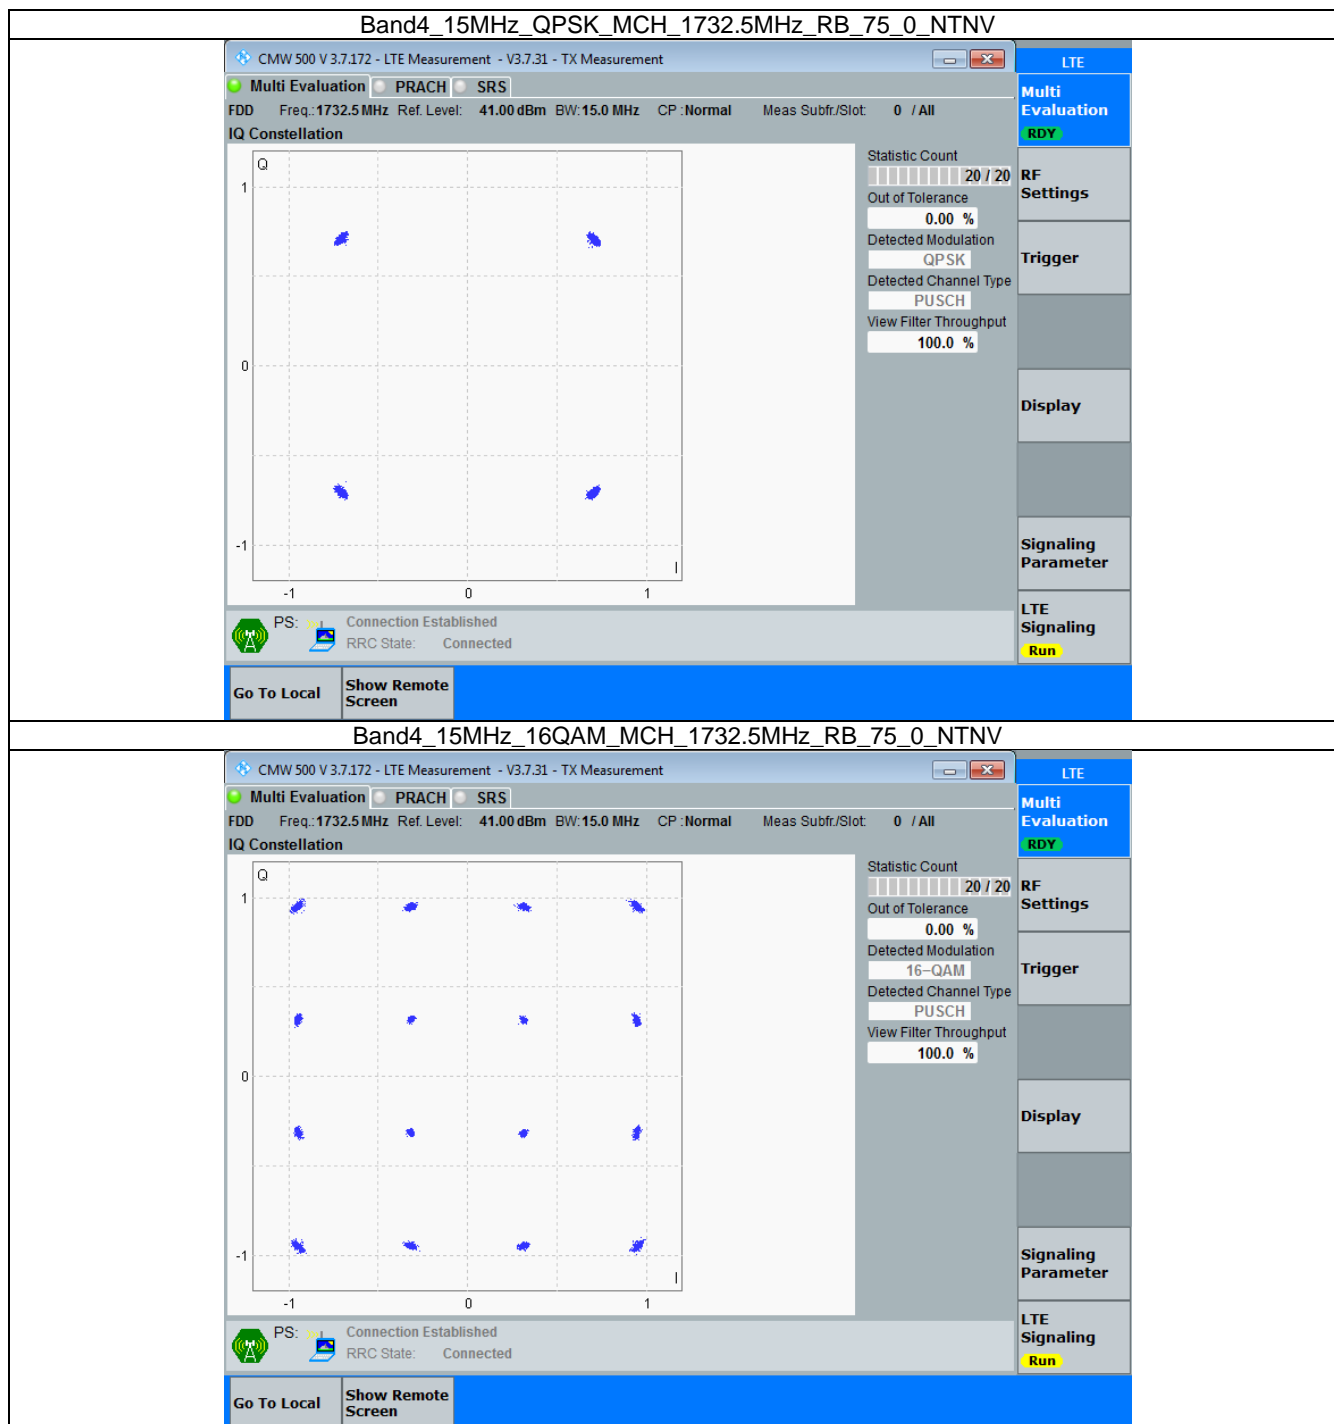 Band4_15MHz_QPSK_MCH_1732.5MHz_RB_75_0_NTNV
CMW 500 V 3.7.172 - LTE Measurement - V3.7.31 - TX Measurement
LTE
Multi Evaluation PRACH SRS
Multi Evaluation
RDY
FDD Freq.: 1732.5 MHz Ref. Level: 41.00 dBm BW: 15.0 MHz CP : Normal Meas Subfr./Slot: 0 / All
IQ Constellation
Q
1
0
-1
-1 0 1
I
Statistic Count
20 / 20
Out of Tolerance
0.00 %
Detected Modulation
QPSK
Detected Channel Type
PUSCH
View Filter Throughput
100.0 %
RF Settings
Trigger
Display
Signaling Parameter
LTE Signaling
Run
PS: Connection Established
RRC State: Connected
Go To Local
Show Remote Screen
Band4_15MHz_16QAM_MCH_1732.5MHz_RB_75_0_NTNV
CMW 500 V 3.7.172 - LTE Measurement - V3.7.31 - TX Measurement
LTE
Multi Evaluation PRACH SRS
Multi Evaluation
RDY
FDD Freq.: 1732.5 MHz Ref. Level: 41.00 dBm BW: 15.0 MHz CP : Normal Meas Subfr./Slot: 0 / All
IQ Constellation
Q
1
0
-1
-1 0 1
I
Statistic Count
20 / 20
Out of Tolerance
0.00 %
Detected Modulation
16-QAM
Detected Channel Type
PUSCH
View Filter Throughput
100.0 %
RF Settings
Trigger
Display
Signaling Parameter
LTE Signaling
Run
PS: Connection Established
RRC State: Connected
Go To Local
Show Remote Screen